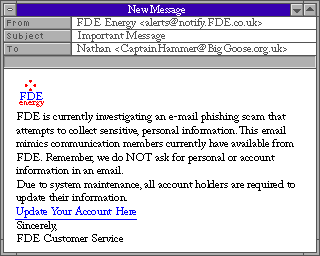 New Message
From FDE Energy <alerts@notify.FDE.co.uk>
Subject Important Message
To Nathan <CaptainHammer@BigGoose.org.uk>
FDE
energy
FDE is currently investigating an e-mail phishing scam that
attempts to collect sensitive, personal information. This email
mimics communication members currently have available from
FDE. Remember, we do NOT ask for personal or account
information in an email.
Due to system maintenance, all account holders are required to
update their information.
Update Your Account Here
Sincerely,
FDE Customer Service